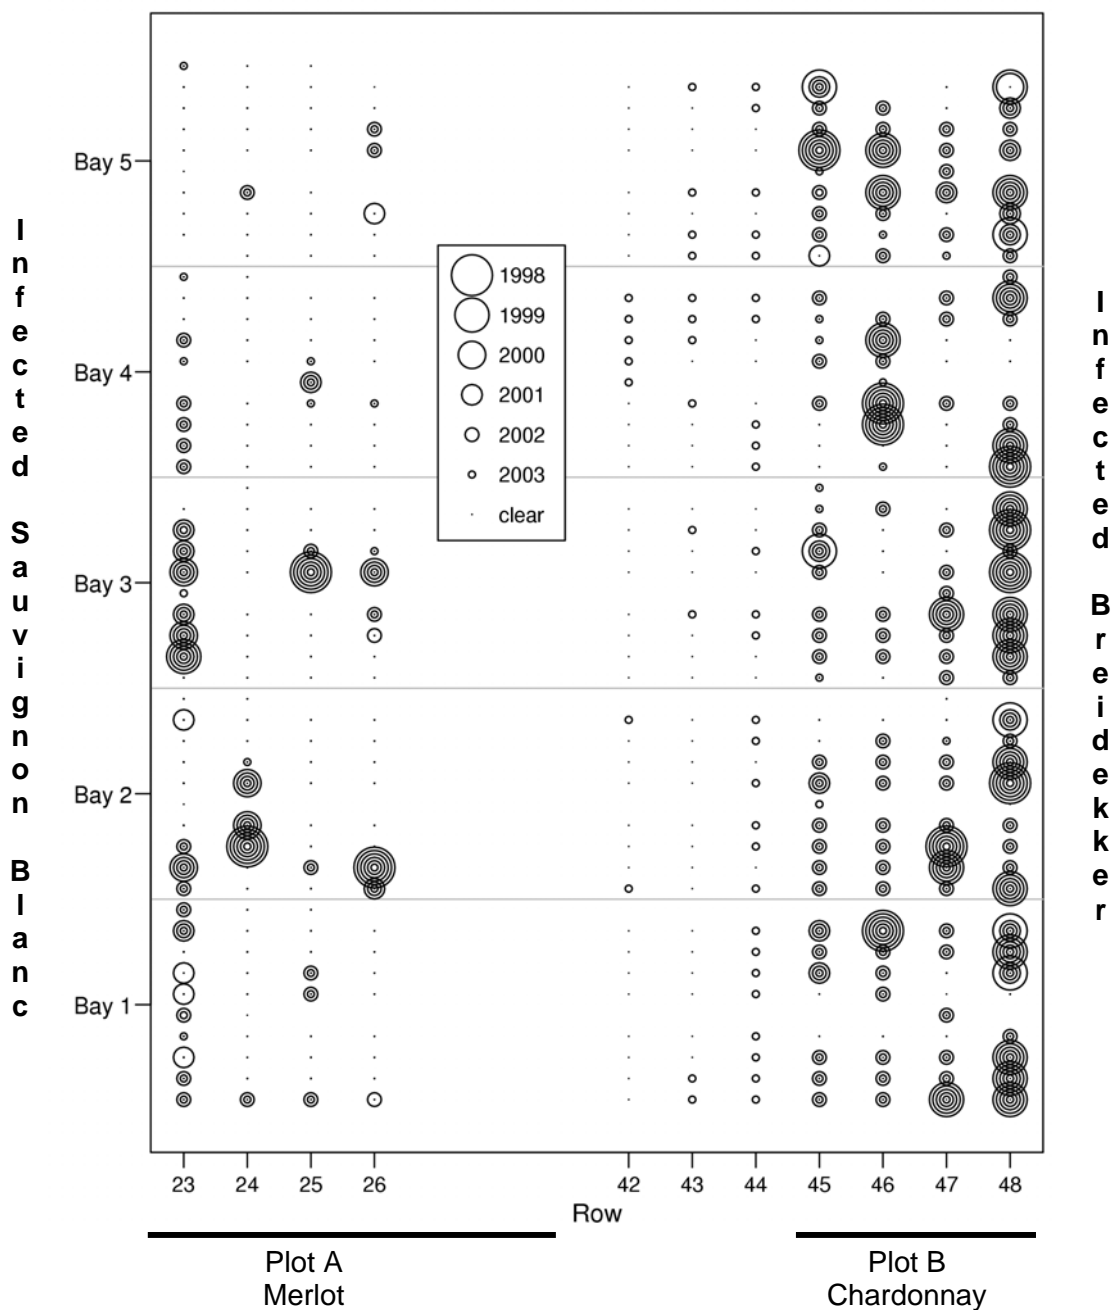 Infected Sauvignon Blanc
Bay 5
Bay 4
Bay 3
Bay 2
Bay 1
1998
1999
2000
2001
2002
2003
clear
Infected Breidekker
23 24 25 26 42 43 44 45 46 47 48
Row
Plot A Plot B
Merlot Chardonnay